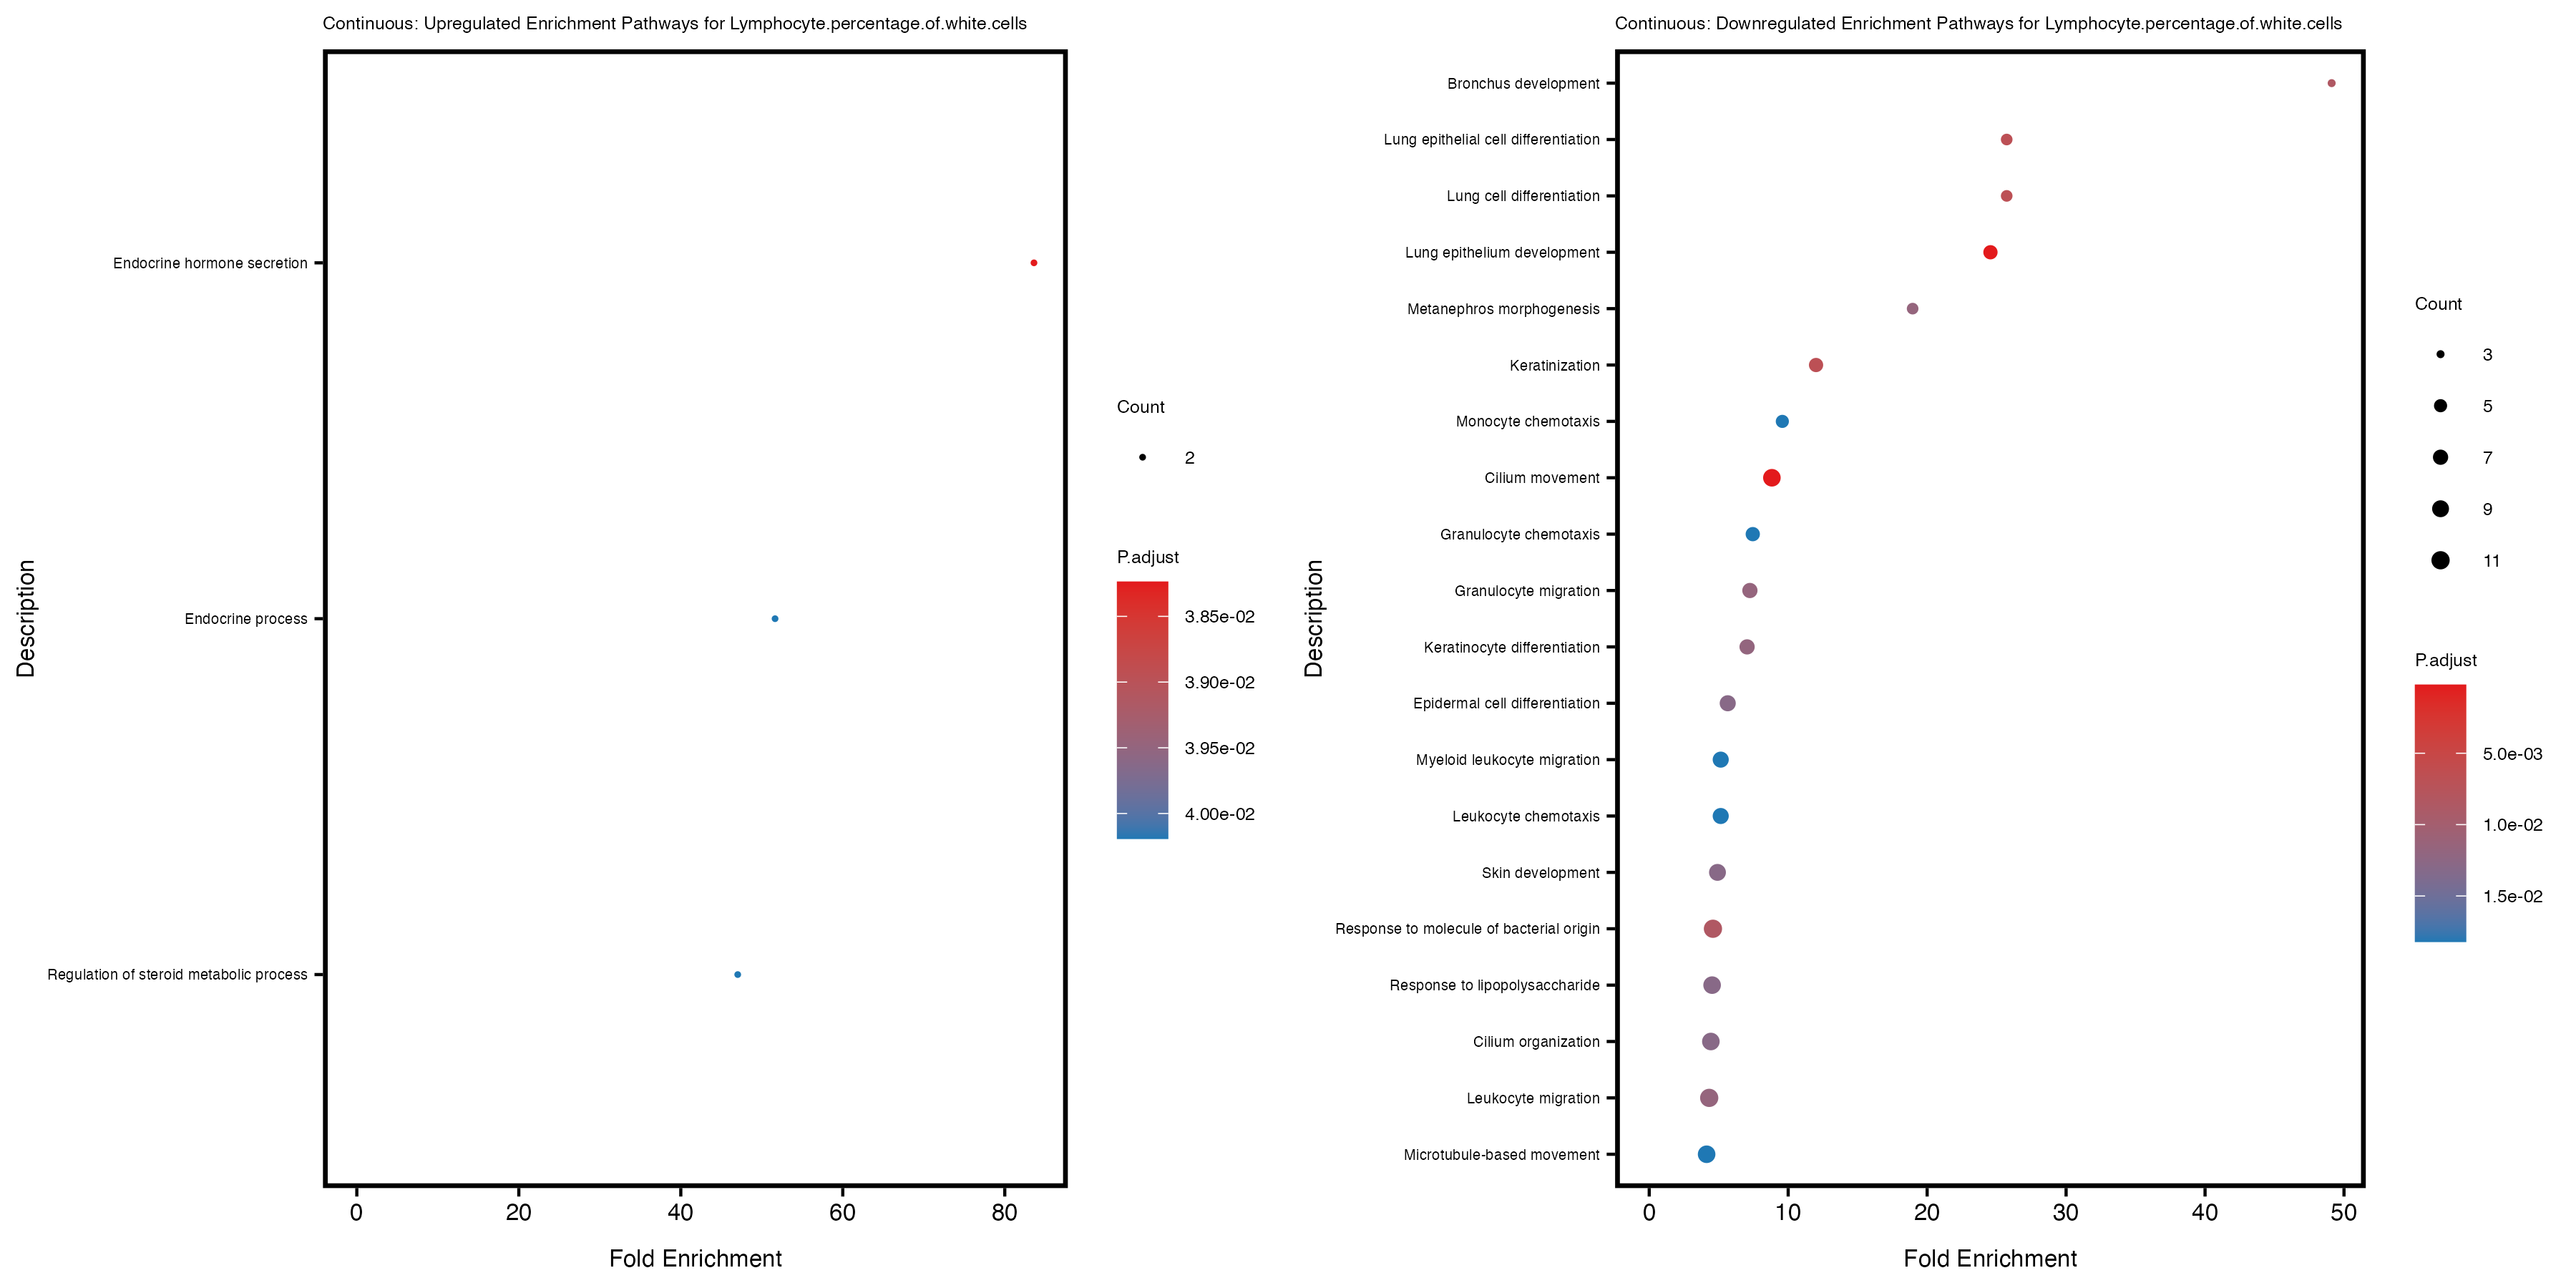 Continuous: Upregulated Enrichment Pathways for Lymphocyte.percentage.of.white.cells
Description
Endocrine hormone secretion
Endocrine process
Regulation of steroid metabolic process
0 20 40 60 80
Fold Enrichment
Count
2
P.adjust
3.85e-02
3.90e-02
3.95e-02
4.00e-02
Continuous: Downregulated Enrichment Pathways for Lymphocyte.percentage.of.white.cells
Description
Bronchus development
Lung epithelial cell differentiation
Lung cell differentiation
Lung epithelium development
Metanephros morphogenesis
Keratinization
Monocyte chemotaxis
Cilium movement
Granulocyte chemotaxis
Granulocyte migration
Keratinocyte differentiation
Epidermal cell differentiation
Myeloid leukocyte migration
Leukocyte chemotaxis
Skin development
Response to molecule of bacterial origin
Response to lipopolysaccharide
Cilium organization
Leukocyte migration
Microtubule-based movement
0 10 20 30 40 50
Fold Enrichment
Count
3
5
7
9
11
P.adjust
5.0e-03
1.0e-02
1.5e-02